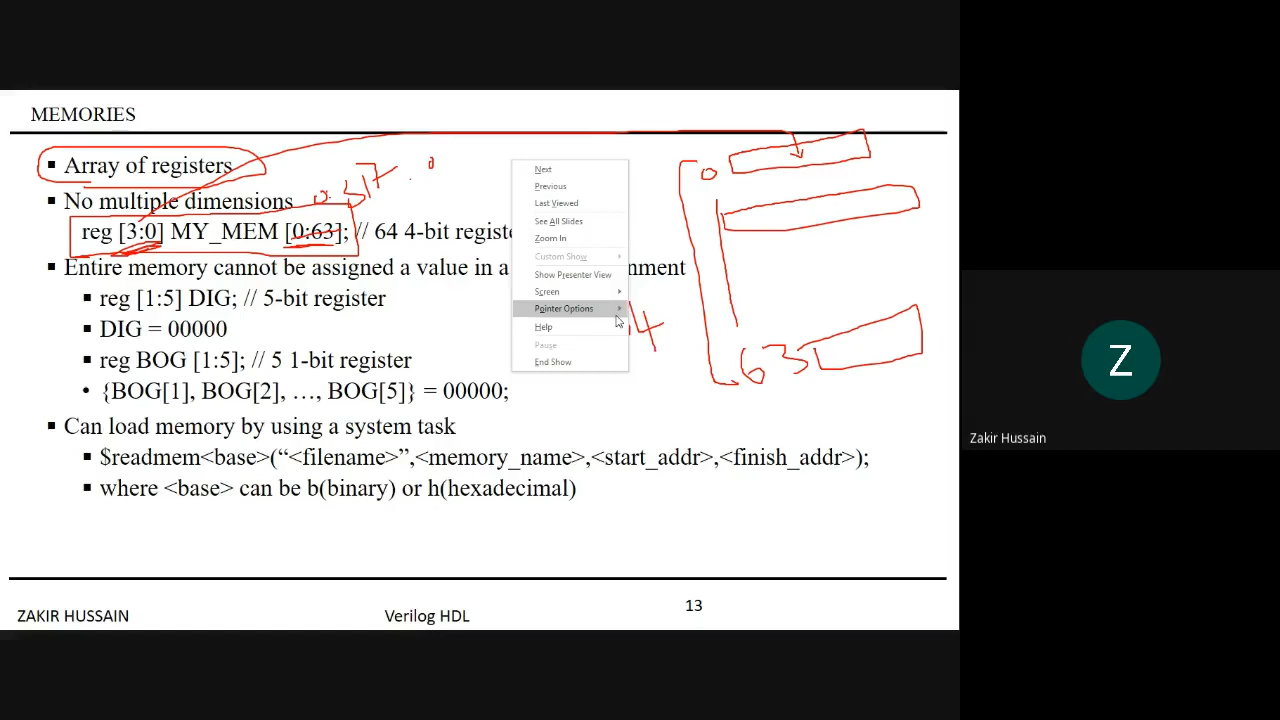 MEMORIES
▪ Array of registers
▪ No multiple dimensions
reg [3:0] MY_MEM [0:63]; // 64 4-bit
▪ Entire memory cannot be assigned a value in a
▪ reg [1:5] DIG; // 5-bit register
▪ DIG = 00000
▪ reg BOG [1:5]; // 5 1-bit register
• {BOG[1], BOG[2], …, BOG[5]} = 00000;
▪ Can load memory by using a system task
▪ $readmem<base>(“<filename>”,<memory_name>,<start_addr>,<finish_addr>);
▪ where <base> can be b(binary) or h(hexadecimal)
Next
Previous
Last Viewed
See All Slides
Zoom In
Custom Show
Show Presenter View
Screen
Pointer Options
Help
Pause
End Show
0
63
4
ZAKIR HUSSAIN
Verilog HDL
13
Z
Zakir Hussain